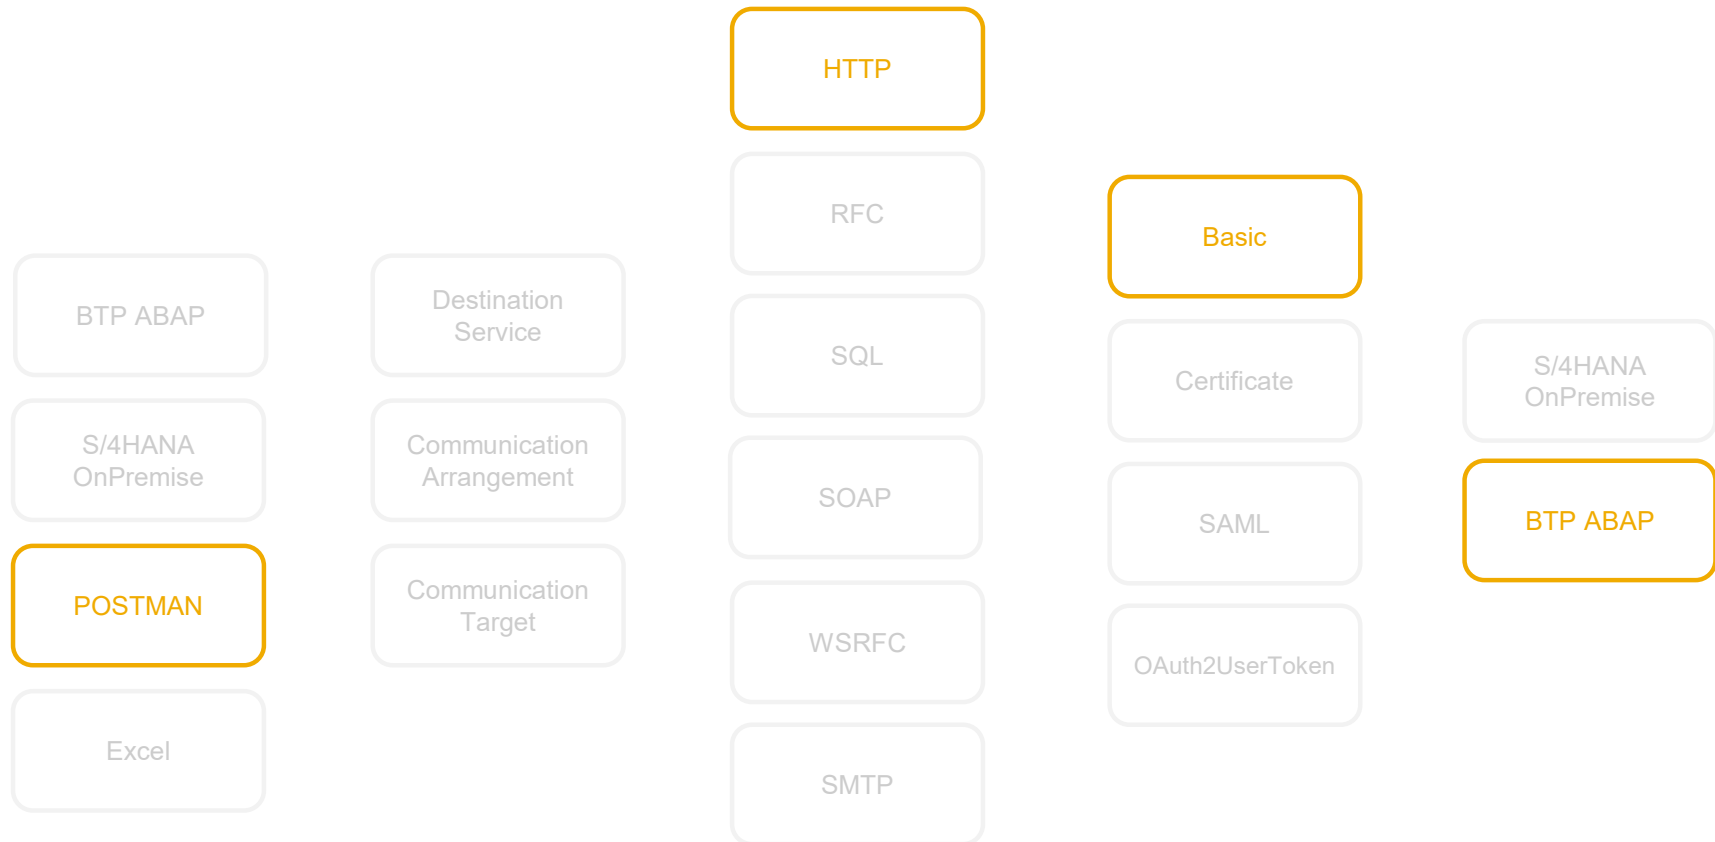 BTP ABAP
S/4HANA
OnPremise
POSTMAN
Excel
Destination
Service
Communication
Arrangement
Communication
Target
HTTP
RFC
SQL
SOAP
WSRFC
SMTP
Basic
Certificate
SAML
OAuth2UserToken
S/4HANA
OnPremise
BTP ABAP